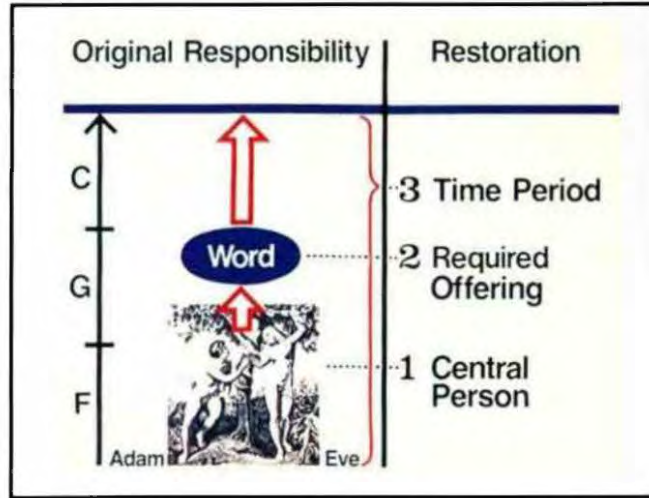 Original Responsibility
Restoration
C
G
F
Word
Adam
Eve
3 Time Period
2 Required
Offering
1 Central
Person